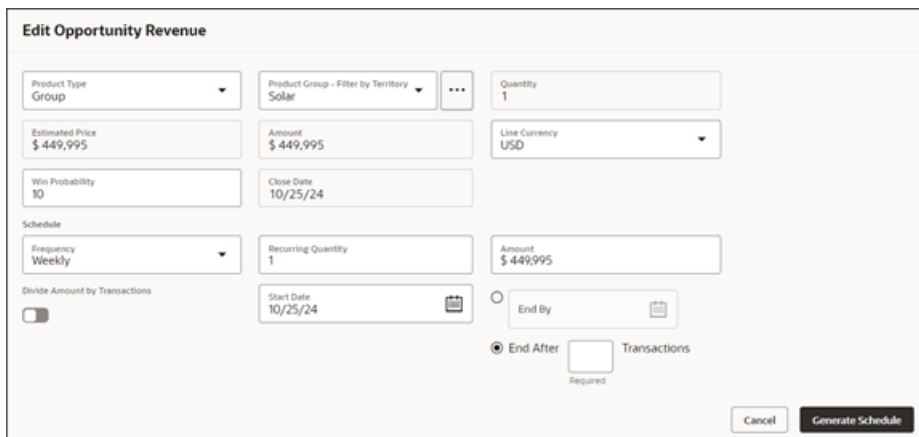 Edit Opportunity Revenue
Product Type
Group
Product Group - Filter by Territory
Solar
...
Quantity
1
Estimated Price
$ 449,995
Amount
$ 449,995
Line Currency
USD
Win Probability
10
Close Date
10/25/24
Schedule
Frequency
Weekly
Recurring Quantity
1
Amount
$ 449,995
Divide Amount by Transactions
Start Date
10/25/24
End By
End After Transactions
Required
Cancel Generate Schedule